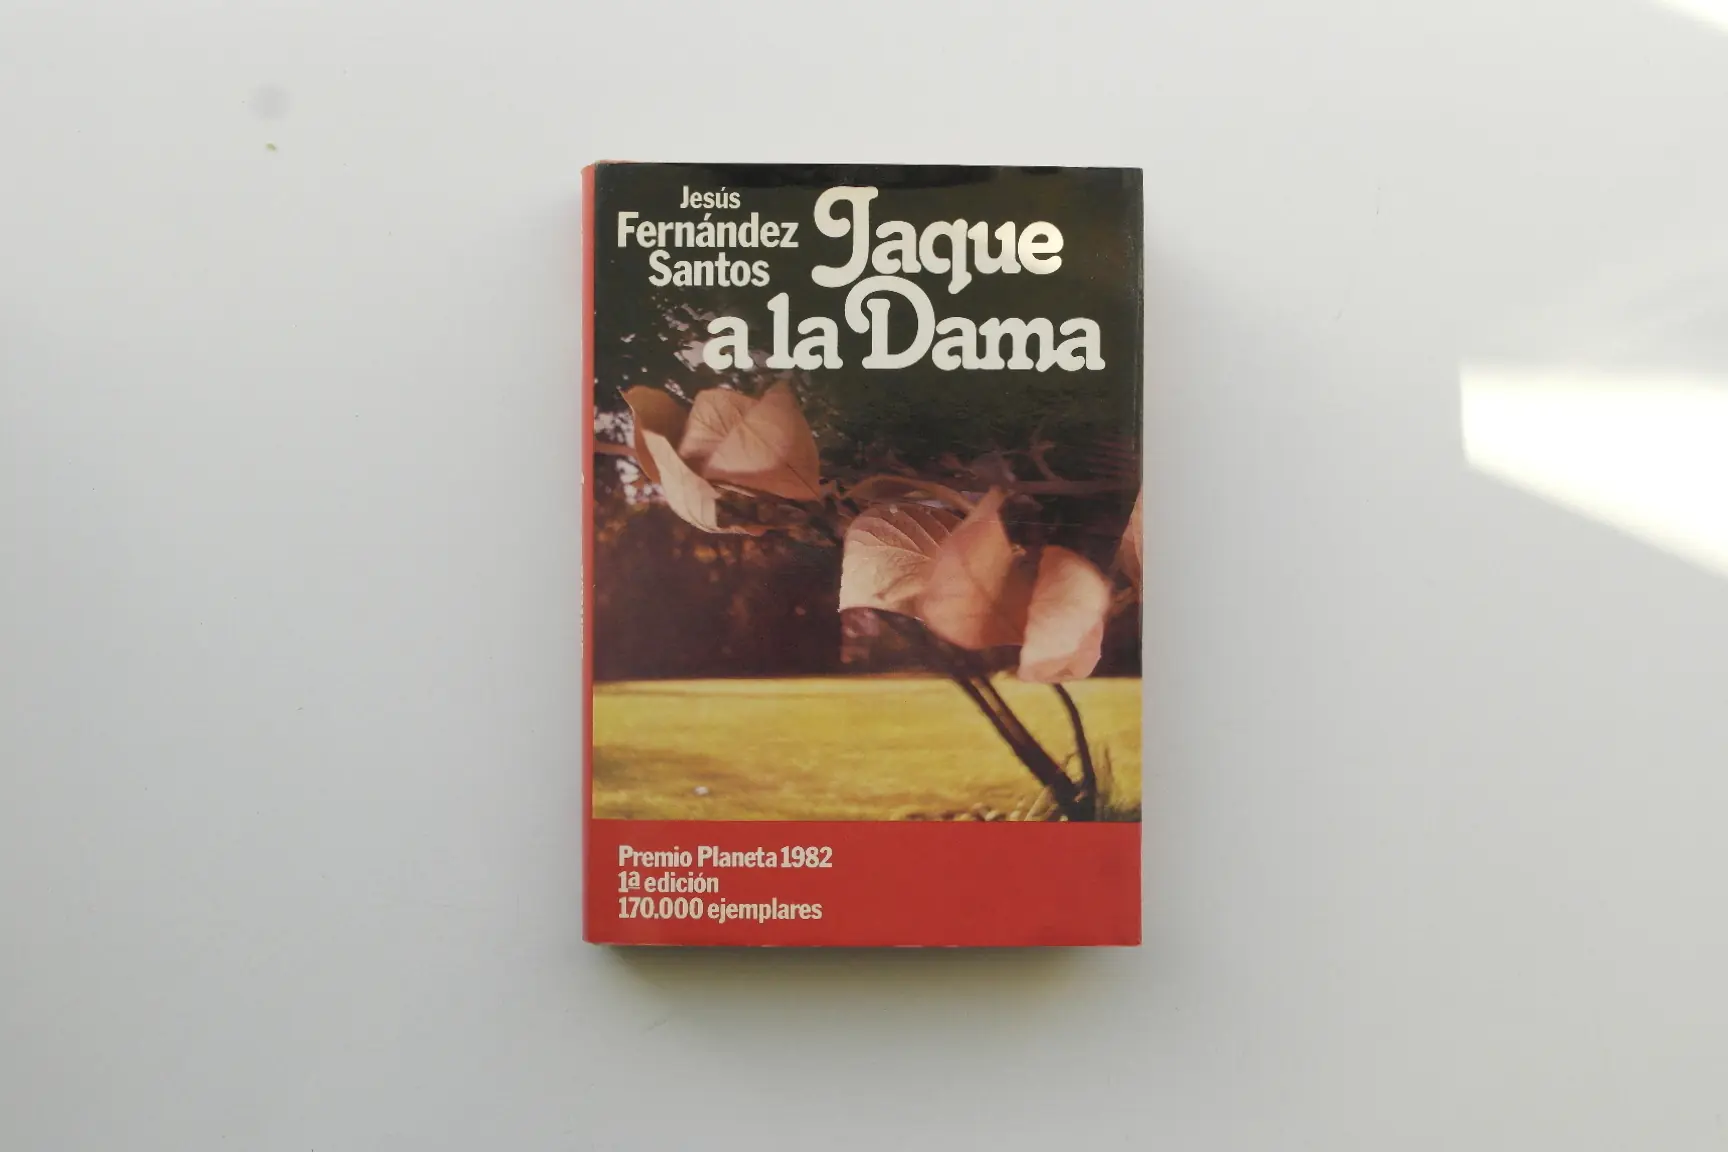 Jesús
Fernández
Santos
Jaque
a la Dama
Premio Planeta 1982
1ª edición
170.000 ejemplares